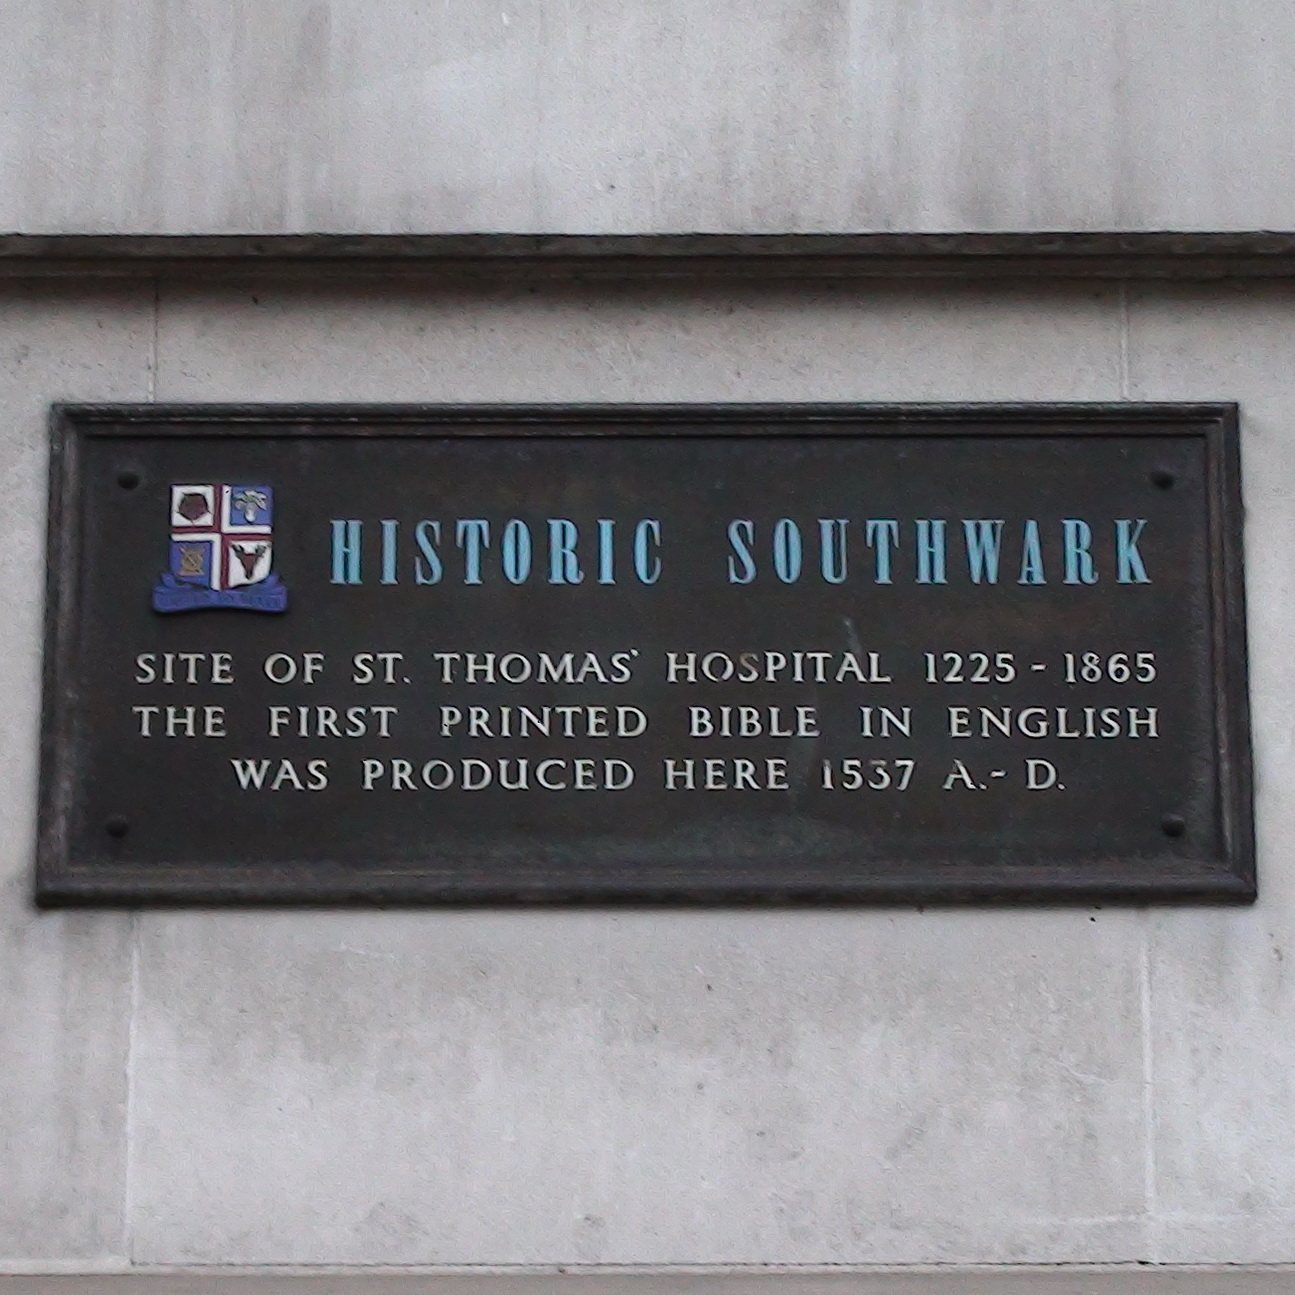 HISTORIC SOUTHWARK
SITE OF ST. THOMAS' HOSPITAL 1225 - 1865
THE FIRST PRINTED BIBLE IN ENGLISH
WAS PRODUCED HERE 1537 A.- D.